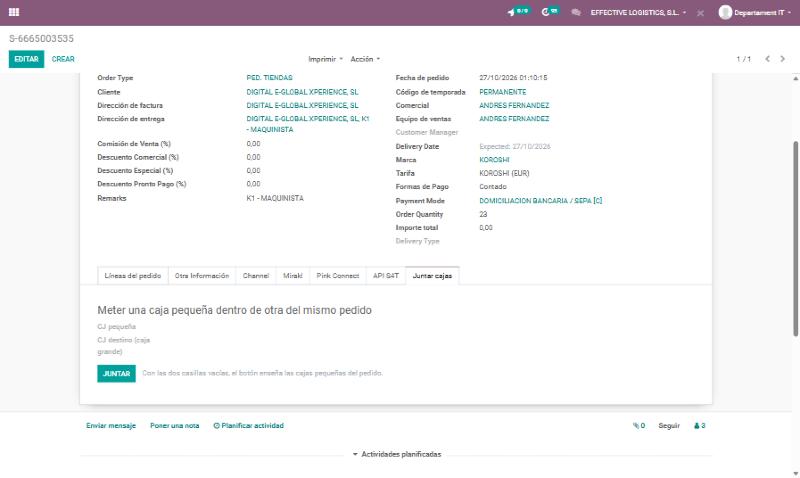 0/0
95
EFFECTIVE LOGISTICS, S.L.
Departament IT
S-6665003535
EDITAR
CREAR
Imprimir
Acción
1 / 1
Order Type PED. TIENDAS
Cliente DIGITAL E-GLOBAL XPERIENCE, SL
Dirección de factura DIGITAL E-GLOBAL XPERIENCE, SL
Dirección de entrega DIGITAL E-GLOBAL XPERIENCE, SL, K1
- MAQUINISTA
Comisión de Venta (%) 0,00
Descuento Comercial (%) 0,00
Descuento Especial (%) 0,00
Descuento Pronto Pago (%) 0,00
Remarks K1 - MAQUINISTA
Fecha de pedido 27/10/2026 01:10:15
Código de temporada PERMANENTE
Comercial ANDRES FERNANDEZ
Equipo de ventas ANDRES FERNANDEZ
Customer Manager
Delivery Date Expected: 27/10/2026
Marca KOROSHI
Tarifa KOROSHI (EUR)
Formas de Pago Contado
Payment Mode DOMICILIACION BANCARIA / SEPA [C]
Order Quantity 23
Importe total 0,00
Delivery Type
Líneas del pedido
Otra Información
Channel
Mirakl
Pink Connect
API S4T
Juntar cajas
Meter una caja pequeña dentro de otra del mismo pedido
CJ pequeña
CJ destino (caja
grande)
JUNTAR Con las dos casillas vacías, el botón enseña las cajas pequeñas del pedido.
Enviar mensaje
Poner una nota
Planificar actividad
0
Seguir
3
Actividades planificadas